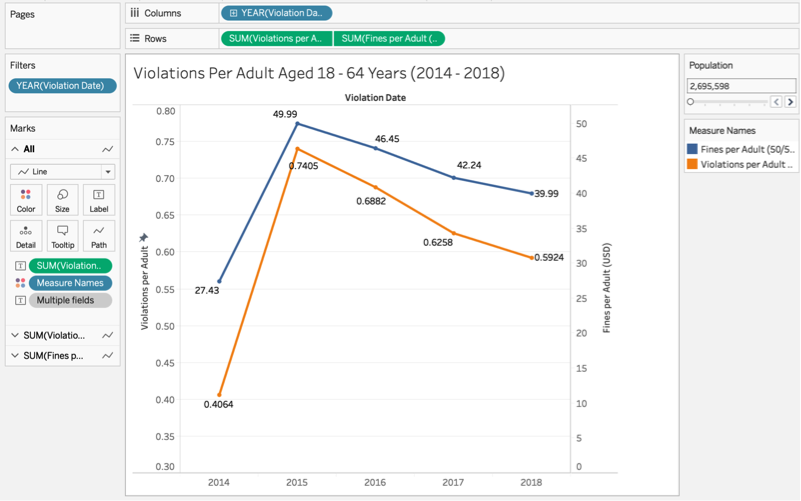 Pages
Columns
YEAR(Violation Da..
Rows
SUM(Violations per A..
SUM(Fines per Adult (..
Filters
YEAR(Violation Date)
Marks
All
Line
Color
Size
Label
Detail
Tooltip
Path
SUM(Violation..
Measure Names
Multiple fields
SUM(Violatio...
SUM(Fines p...
Violations Per Adult Aged 18 - 64 Years (2014 - 2018)
Violation Date
Violations per Adult
0.80
0.75
0.70
0.65
0.60
0.55
0.50
0.45
0.40
0.35
0.30
49.99
46.45
42.24
39.99
27.43
0.7405
0.6882
0.6258
0.5924
0.4064
50
45
40
35
30
25
20
15
10
5
0
Fines per Adult (USD)
2014
2015
2016
2017
2018
Population
2,695,598
Measure Names
Fines per Adult (50/5..
Violations per Adult ..